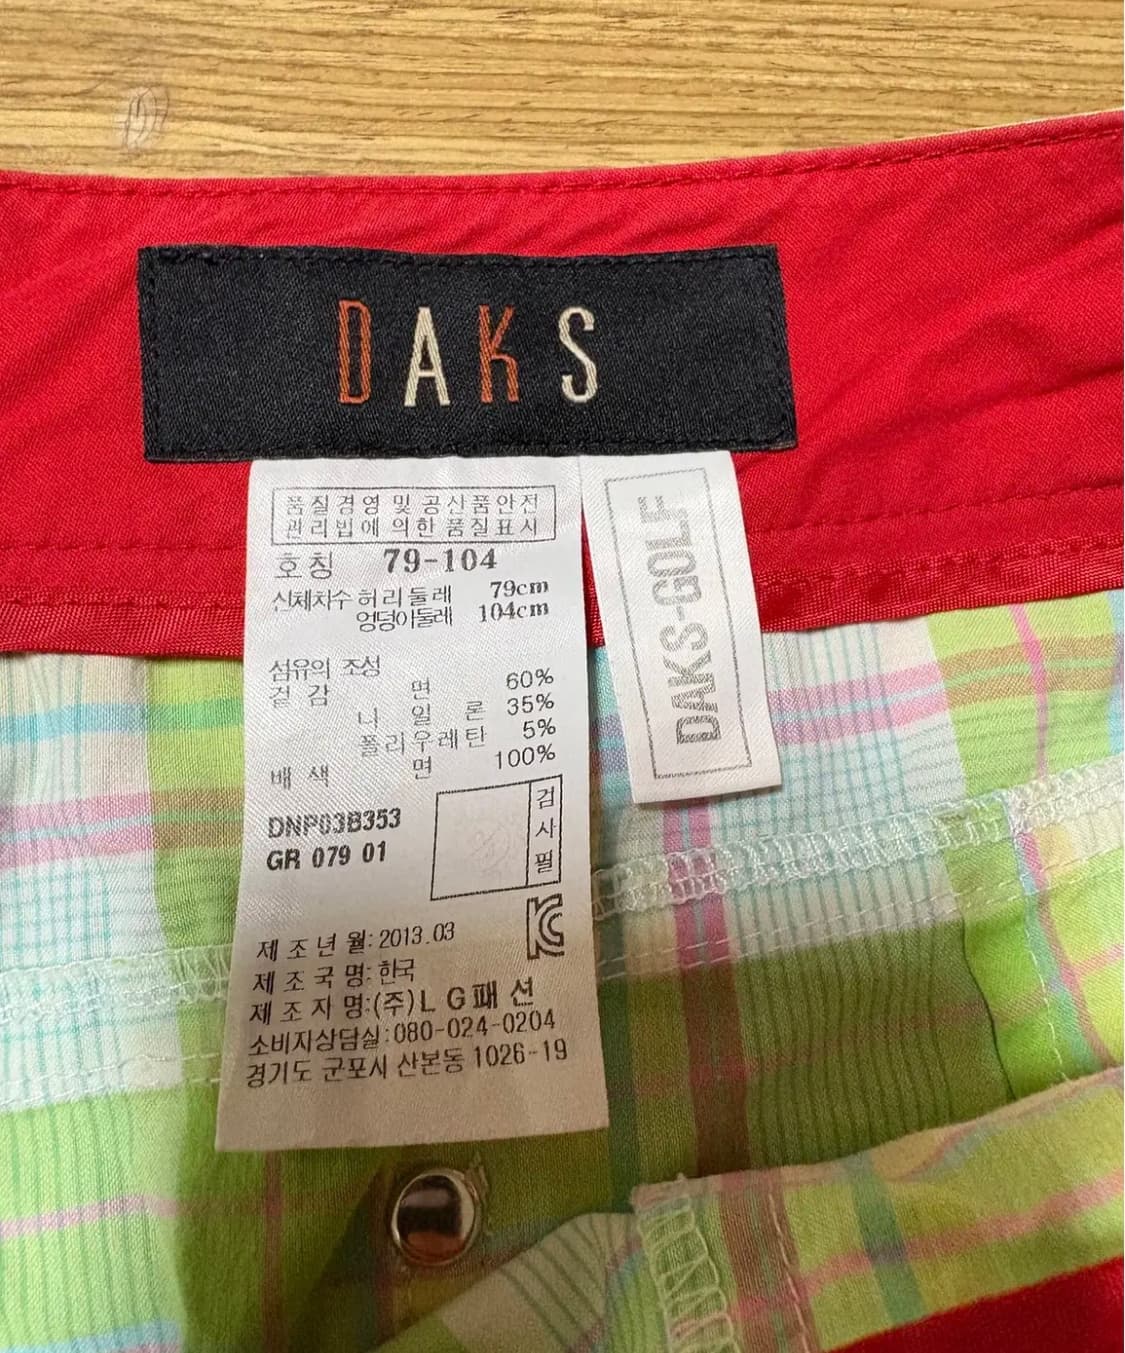 DAKS
품질경영 및 공산품안전
관리법에 의한 품질표시
호칭 79-104
신체치수 허리둘레 79cm
엉덩이둘레 104cm
섬유의 조성
겉감 면 60%
나일론 35%
폴리우레탄 5%
배색 면 100%
DNP03B353
GR 079 01
검사필
제조년월:2013.03
제조국명:한국
제조자명:(주)LG패션
소비자상담실:080-024-0204
경기도 군포시 산본동 1026-19
DAKS-GOLF